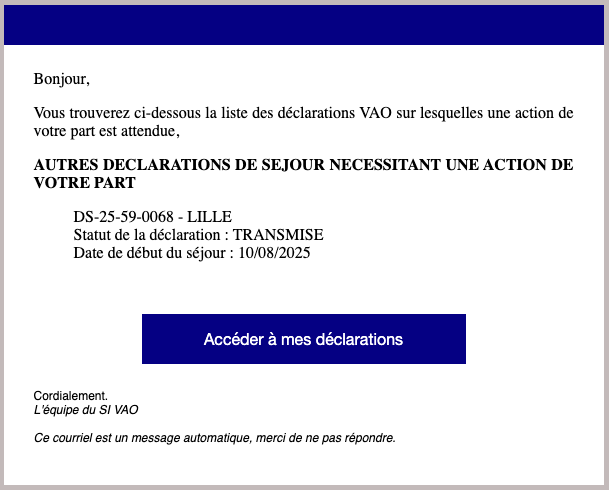 Bonjour,
Vous trouverez ci-dessous la liste des déclarations VAO sur lesquelles une action de
votre part est attendue,
AUTRES DECLARATIONS DE SEJOUR NECESSITANT UNE ACTION DE
VOTRE PART
DS-25-59-0068 - LILLE
Statut de la déclaration : TRANSMISE
Date de début du séjour : 10/08/2025
Accéder à mes déclarations
Cordialement.
L'équipe du SI VAO
Ce courriel est un message automatique, merci de ne pas répondre.